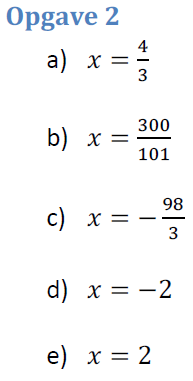 Opgave 2
a) x = 4/3
b) x = 300/101
c) x = −98/3
d) x = −2
e) x = 2